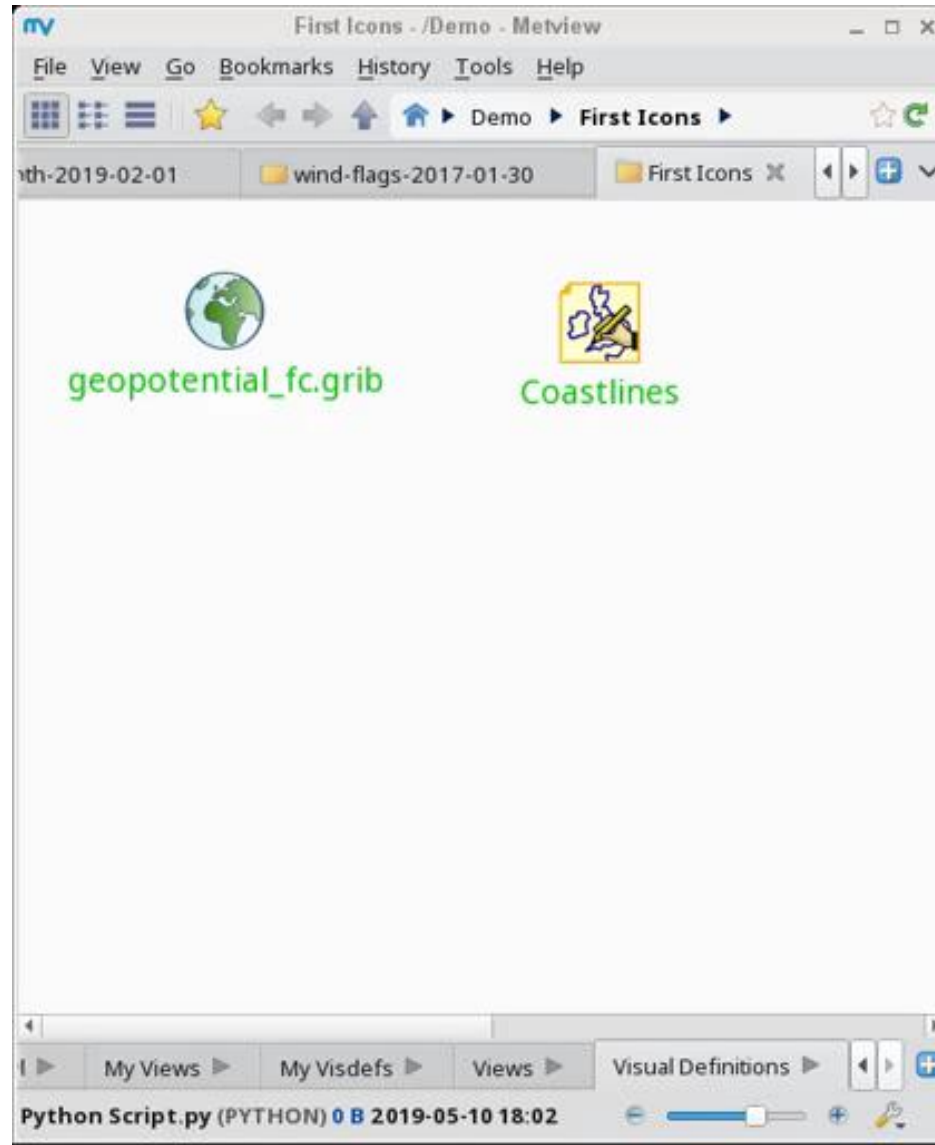 mv First Icons - /Demo - Metview
File View Go Bookmarks History Tools Help
Demo First Icons
nth-2019-02-01 wind-flags-2017-01-30 First Icons
geopotential_fc.grib Coastlines
My Views My Visdefs Views Visual Definitions
Python Script.py (PYTHON) 0 B 2019-05-10 18:02